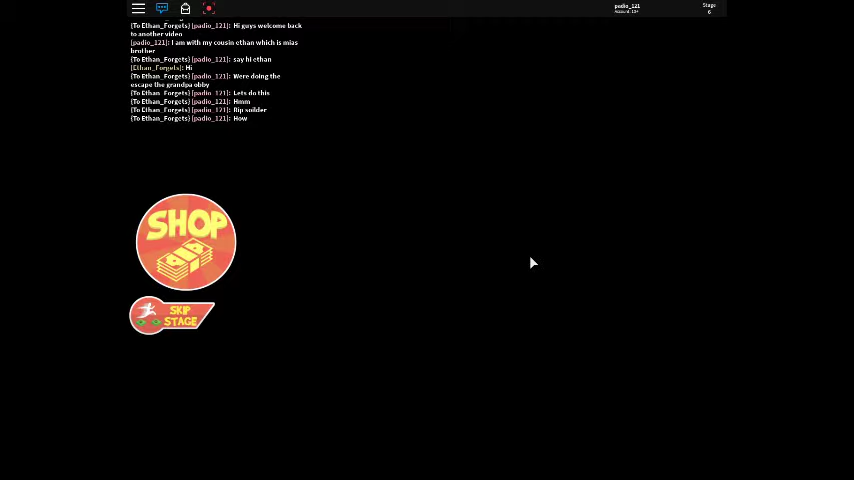 padio_121
Account: 13+
Stage
6
{To Ethan_Forgets} [padio_121]: Hi guys welcome back
to another video
[padio_121]: I am with my cousin ethan which is mias
brother
{To Ethan_Forgets} [padio_121]: say hi ethan
[Ethan_Forgets]: Hi
{To Ethan_Forgets} [padio_121]: Were doing the
escape the grandpa obby
{To Ethan_Forgets} [padio_121]: Lets do this
{To Ethan_Forgets} [padio_121]: Hmm
{To Ethan_Forgets} [padio_121]: Rip soilder
{To Ethan_Forgets} [padio_121]: How
SHOP
SKIP
STAGE